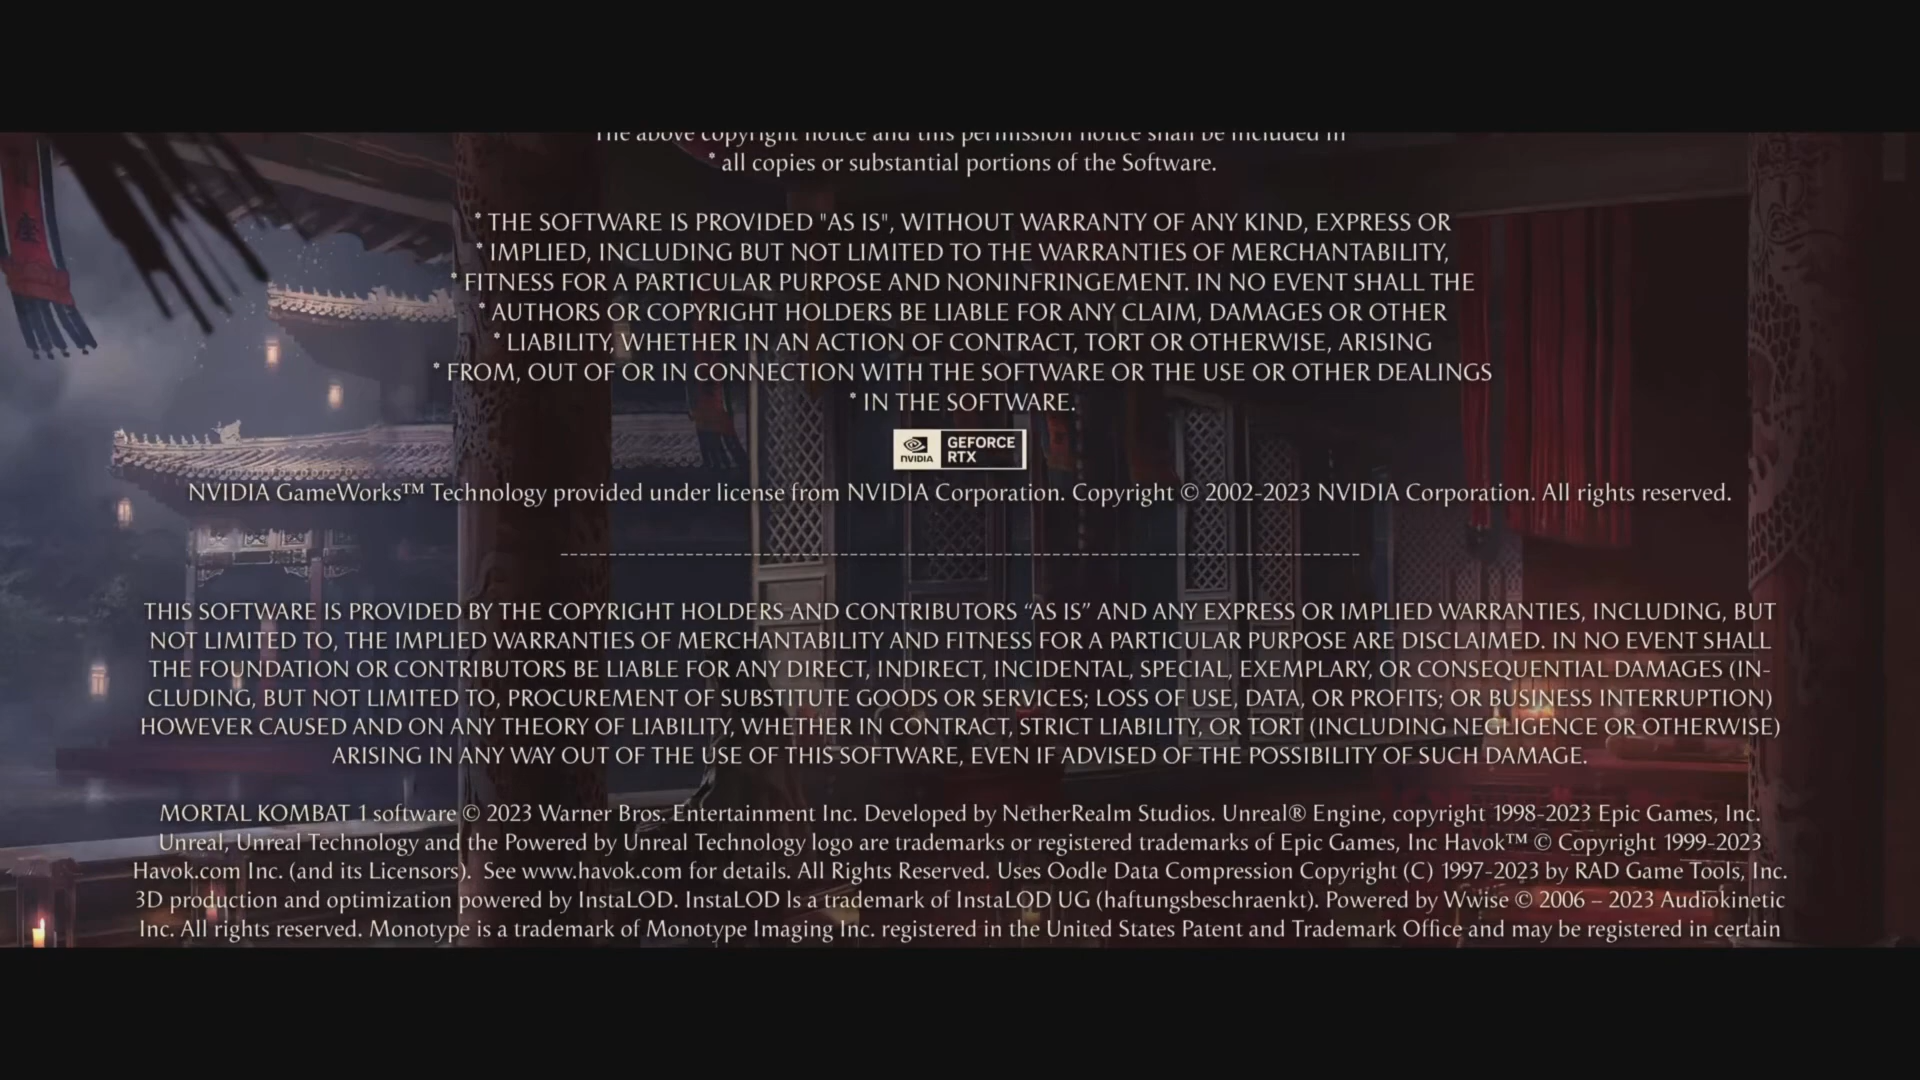 The above copyright notice and this permission notice shall be included in
* all copies or substantial portions of the Software.
* THE SOFTWARE IS PROVIDED "AS IS", WITHOUT WARRANTY OF ANY KIND, EXPRESS OR
* IMPLIED, INCLUDING BUT NOT LIMITED TO THE WARRANTIES OF MERCHANTABILITY,
* FITNESS FOR A PARTICULAR PURPOSE AND NONINFRINGEMENT. IN NO EVENT SHALL THE
* AUTHORS OR COPYRIGHT HOLDERS BE LIABLE FOR ANY CLAIM, DAMAGES OR OTHER
* LIABILITY, WHETHER IN AN ACTION OF CONTRACT, TORT OR OTHERWISE, ARISING
* FROM, OUT OF OR IN CONNECTION WITH THE SOFTWARE OR THE USE OR OTHER DEALINGS
* IN THE SOFTWARE.
NVIDIA GEFORCE RTX
NVIDIA GameWorks™ Technology provided under license from NVIDIA Corporation. Copyright © 2002-2023 NVIDIA Corporation. All rights reserved.
--------------------------------------------------------------------------------
THIS SOFTWARE IS PROVIDED BY THE COPYRIGHT HOLDERS AND CONTRIBUTORS “AS IS” AND ANY EXPRESS OR IMPLIED WARRANTIES, INCLUDING, BUT
NOT LIMITED TO, THE IMPLIED WARRANTIES OF MERCHANTABILITY AND FITNESS FOR A PARTICULAR PURPOSE ARE DISCLAIMED. IN NO EVENT SHALL
THE FOUNDATION OR CONTRIBUTORS BE LIABLE FOR ANY DIRECT, INDIRECT, INCIDENTAL, SPECIAL, EXEMPLARY, OR CONSEQUENTIAL DAMAGES (IN-
CLUDING, BUT NOT LIMITED TO, PROCUREMENT OF SUBSTITUTE GOODS OR SERVICES; LOSS OF USE, DATA, OR PROFITS; OR BUSINESS INTERRUPTION)
HOWEVER CAUSED AND ON ANY THEORY OF LIABILITY, WHETHER IN CONTRACT, STRICT LIABILITY, OR TORT (INCLUDING NEGLIGENCE OR OTHERWISE)
ARISING IN ANY WAY OUT OF THE USE OF THIS SOFTWARE, EVEN IF ADVISED OF THE POSSIBILITY OF SUCH DAMAGE.
MORTAL KOMBAT 1 software © 2023 Warner Bros. Entertainment Inc. Developed by NetherRealm Studios. Unreal® Engine, copyright 1998-2023 Epic Games, Inc.
Unreal, Unreal Technology and the Powered by Unreal Technology logo are trademarks or registered trademarks of Epic Games, Inc Havok™ © Copyright 1999-2023
Havok.com Inc. (and its Licensors).  See www.havok.com for details. All Rights Reserved. Uses Oodle Data Compression Copyright (C) 1997-2023 by RAD Game Tools, Inc.
3D production and optimization powered by InstaLOD. InstaLOD Is a trademark of InstaLOD UG (haftungsbeschraenkt). Powered by Wwise © 2006 – 2023 Audiokinetic
Inc. All rights reserved. Monotype is a trademark of Monotype Imaging Inc. registered in the United States Patent and Trademark Office and may be registered in certain